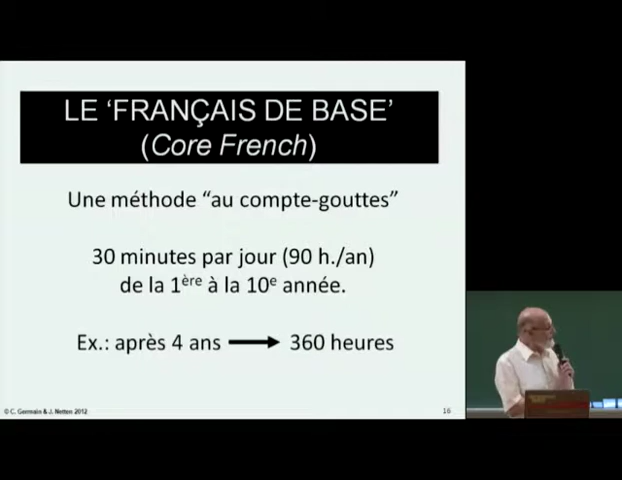 LE ‘FRANÇAIS DE BASE’
(Core French)
Une méthode “au compte-gouttes”
30 minutes par jour (90 h./an)
de la 1ère à la 10e année.
Ex.: après 4 ans → 360 heures
© C. Germain & J. Netten 2012
16